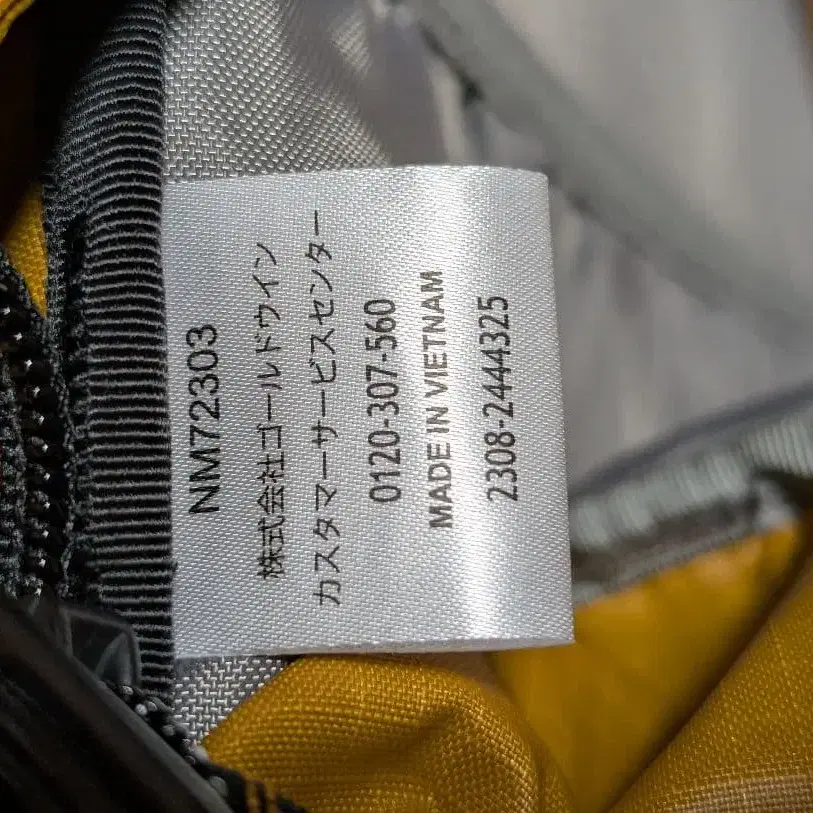 NM72303
株式会社ゴールドウイン
カスタマーサービスセンター
0120-307-560
MADE IN VIETNAM
2308-2444325